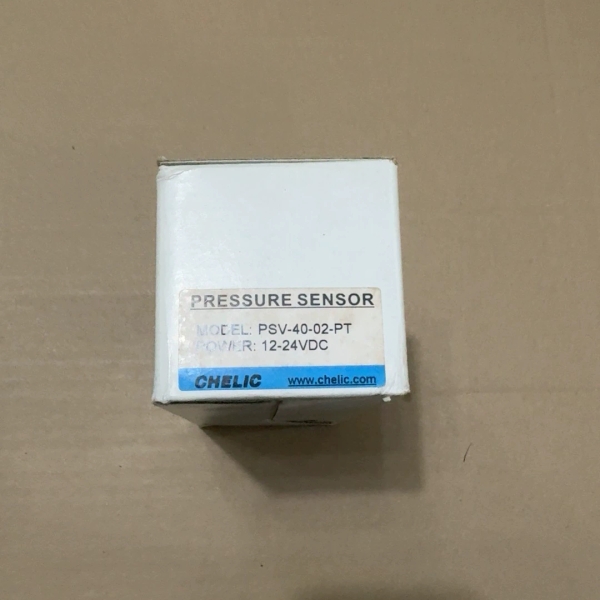 PRESSURE SENSOR
MODEL: PSV-40-02-PT
POWER: 12-24VDC
CHELIC www.chelic.com